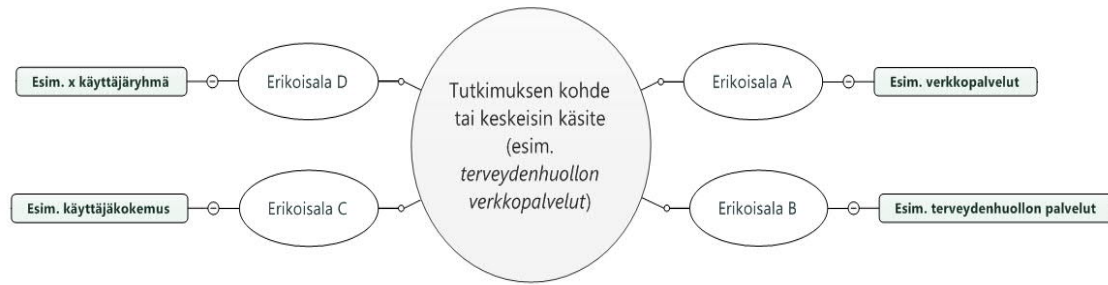 Esim. x käyttäjäryhmä
Erikoisala D
Tutkimuksen kohde
tai keskeisin käsite
(esim.
terveydenhuollon
verkkopalvelut)
Erikoisala A
Esim. verkkopalvelut
Esim. käyttäjäkokemus
Erikoisala C
Erikoisala B
Esim. terveydenhuollon palvelut